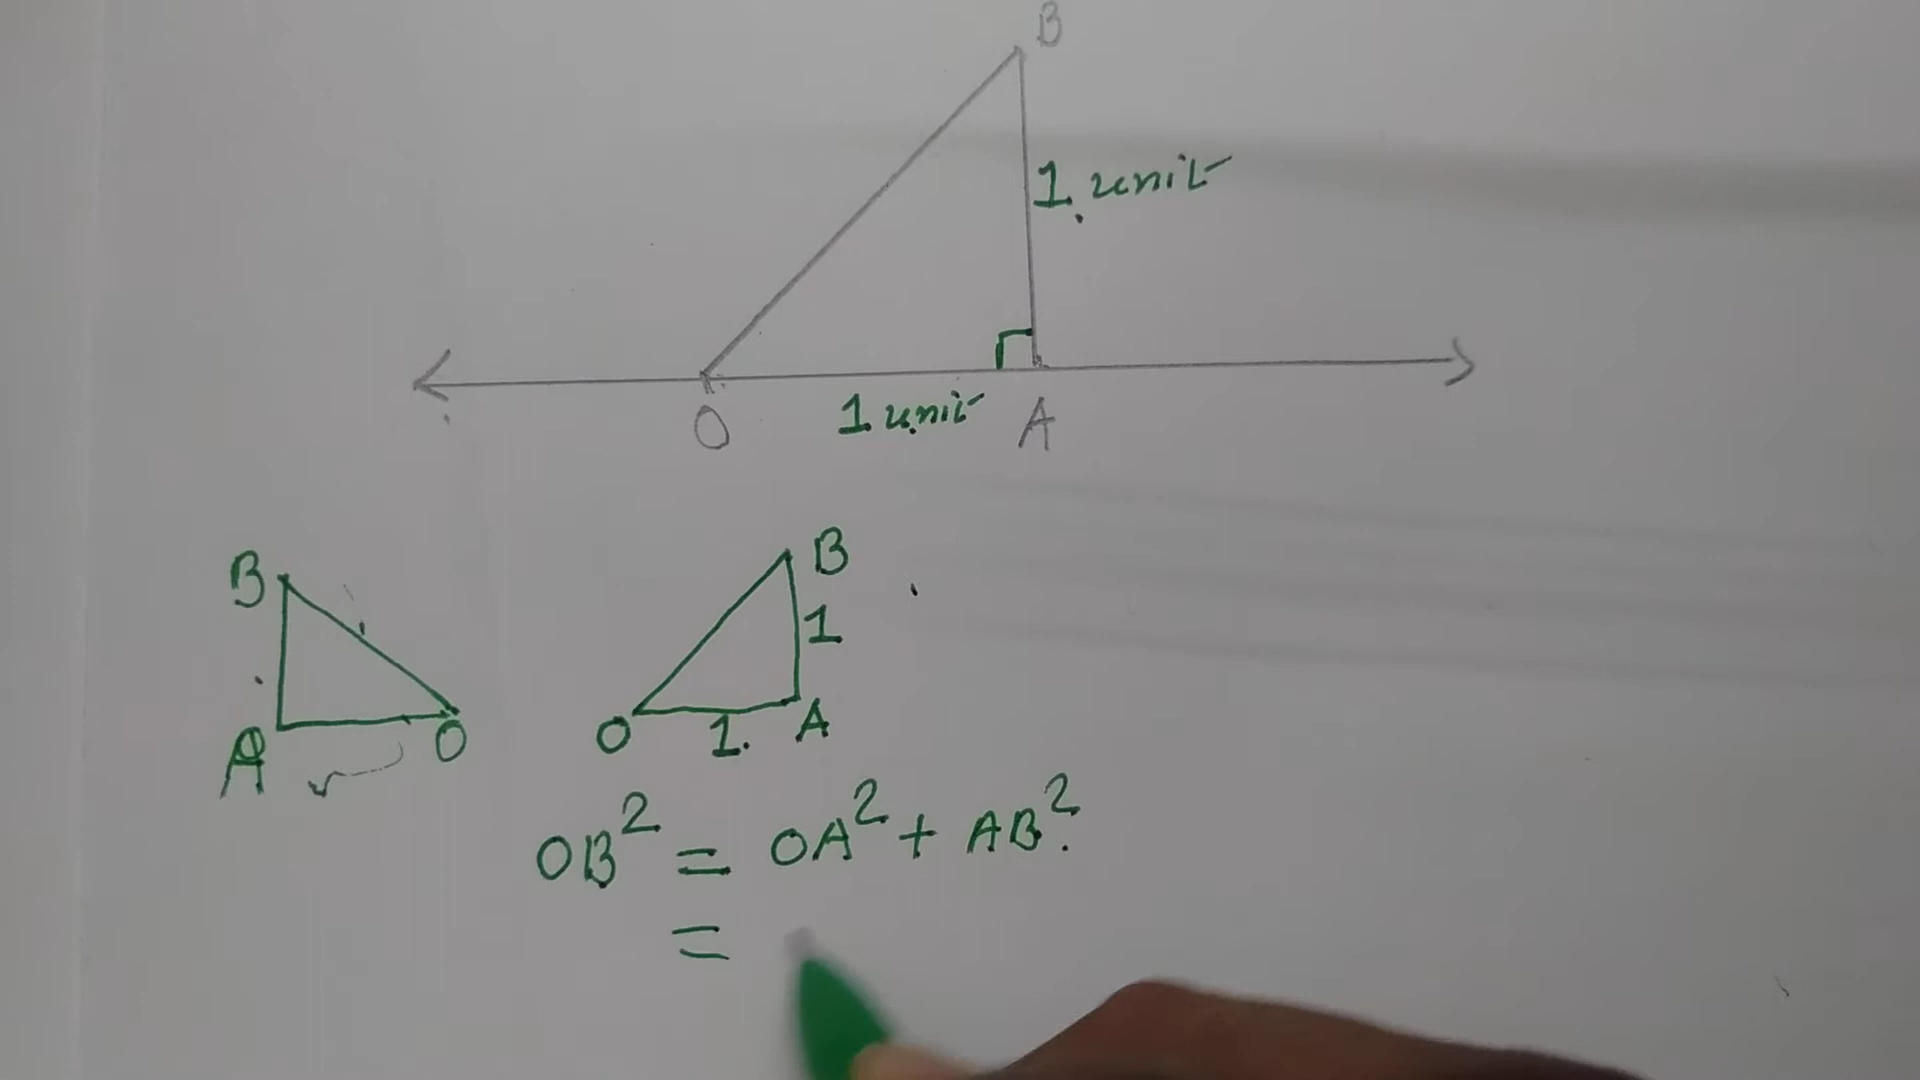 B
1 unit
O 1 unit A
B
A O
B
1
O 1 A
OB² = OA² + AB²
=